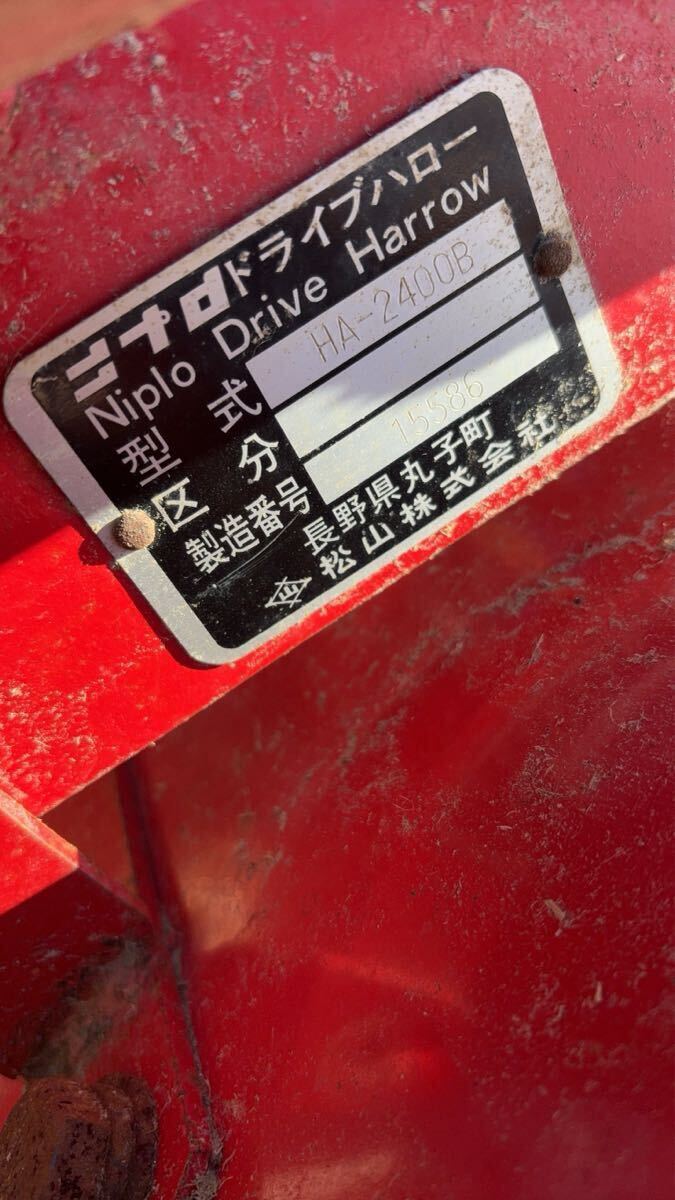 ニプロドライブハロー
Niplo Drive Harrow
型式 HA-2400B
区分
製造番号 15586
長野県丸子町
松山株式会社